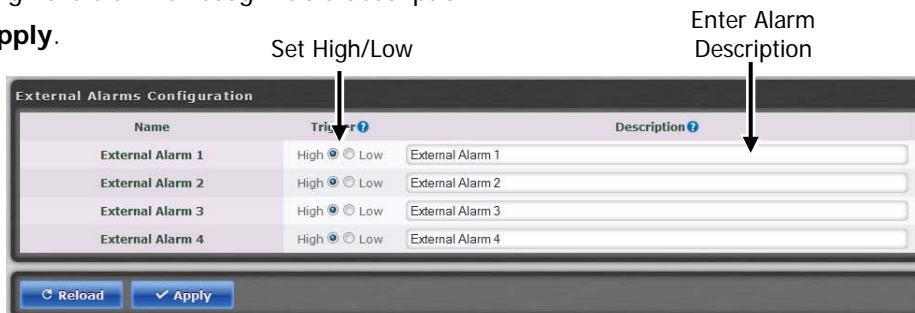 Apply.
Set High/Low
Enter Alarm
Description
External Alarms Configuration
Name Trigger Description
External Alarm 1 High Low External Alarm 1
External Alarm 2 High Low External Alarm 2
External Alarm 3 High Low External Alarm 3
External Alarm 4 High Low External Alarm 4
Reload Apply